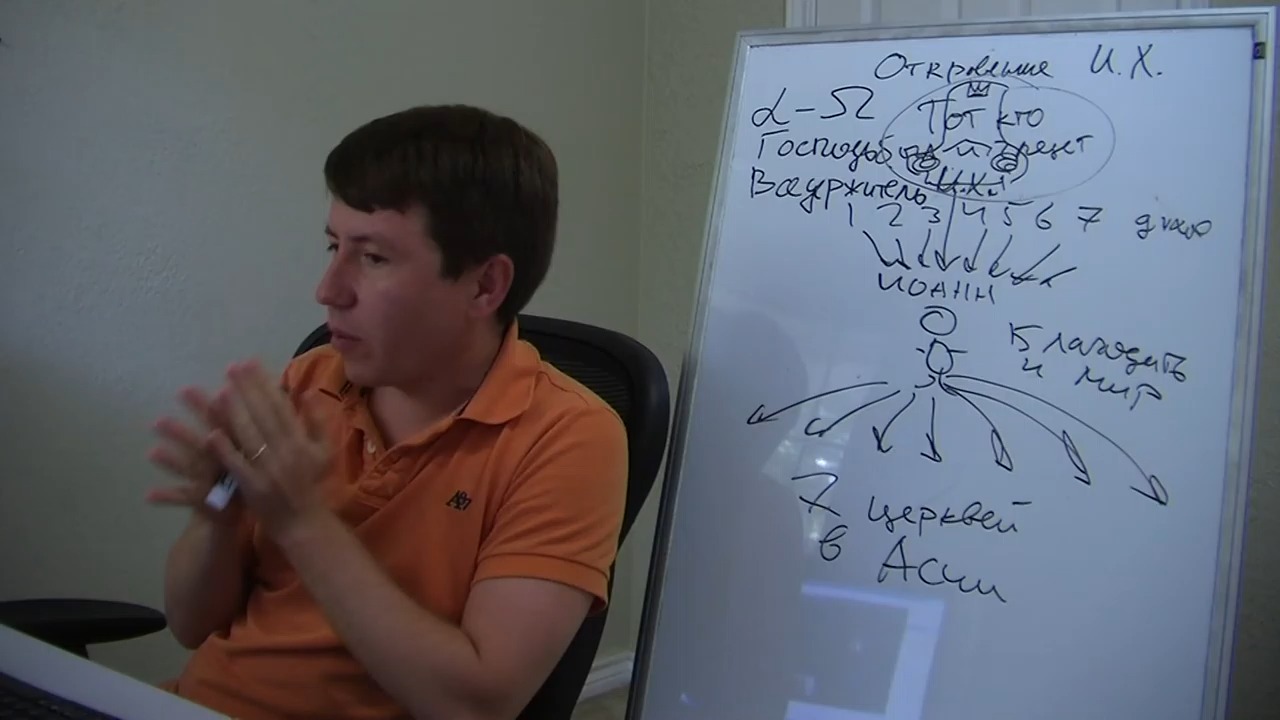 Откровение И.Х.
α-Ω
Тот кто
Господь
грядет
Вседержитель И.Х.
1 2 3 4 5 6 7 духов
ИОАНН
Благодать
и мир
7 церквей
в Асии